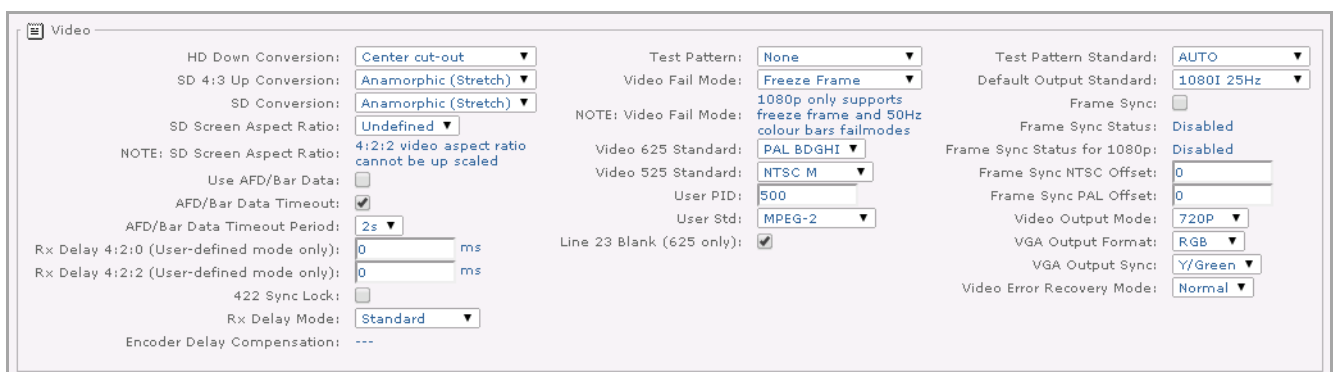 Video
HD Down Conversion: Center cut-out
SD 4:3 Up Conversion: Anamorphic (Stretch)
SD Conversion: Anamorphic (Stretch)
SD Screen Aspect Ratio: Undefined
NOTE: SD Screen Aspect Ratio: 4:2:2 video aspect ratio
cannot be up scaled
Use AFD/Bar Data:
AFD/Bar Data Timeout:
AFD/Bar Data Timeout Period: 2s
Rx Delay 4:2:0 (User-defined mode only): 0 ms
Rx Delay 4:2:2 (User-defined mode only): 0 ms
422 Sync Lock:
Rx Delay Mode: Standard
Encoder Delay Compensation: ---
Test Pattern: None
Video Fail Mode: Freeze Frame
NOTE: Video Fail Mode: 1080p only supports
freeze frame and 50Hz
colour bars failmodes
Video 625 Standard: PAL BDGHI
Video 525 Standard: NTSC M
User PID: 500
User Std: MPEG-2
Line 23 Blank (625 only):
Test Pattern Standard: AUTO
Default Output Standard: 1080I 25Hz
Frame Sync:
Frame Sync Status: Disabled
Frame Sync Status for 1080p: Disabled
Frame Sync NTSC Offset: 0
Frame Sync PAL Offset: 0
Video Output Mode: 720P
VGA Output Format: RGB
VGA Output Sync: Y/Green
Video Error Recovery Mode: Normal